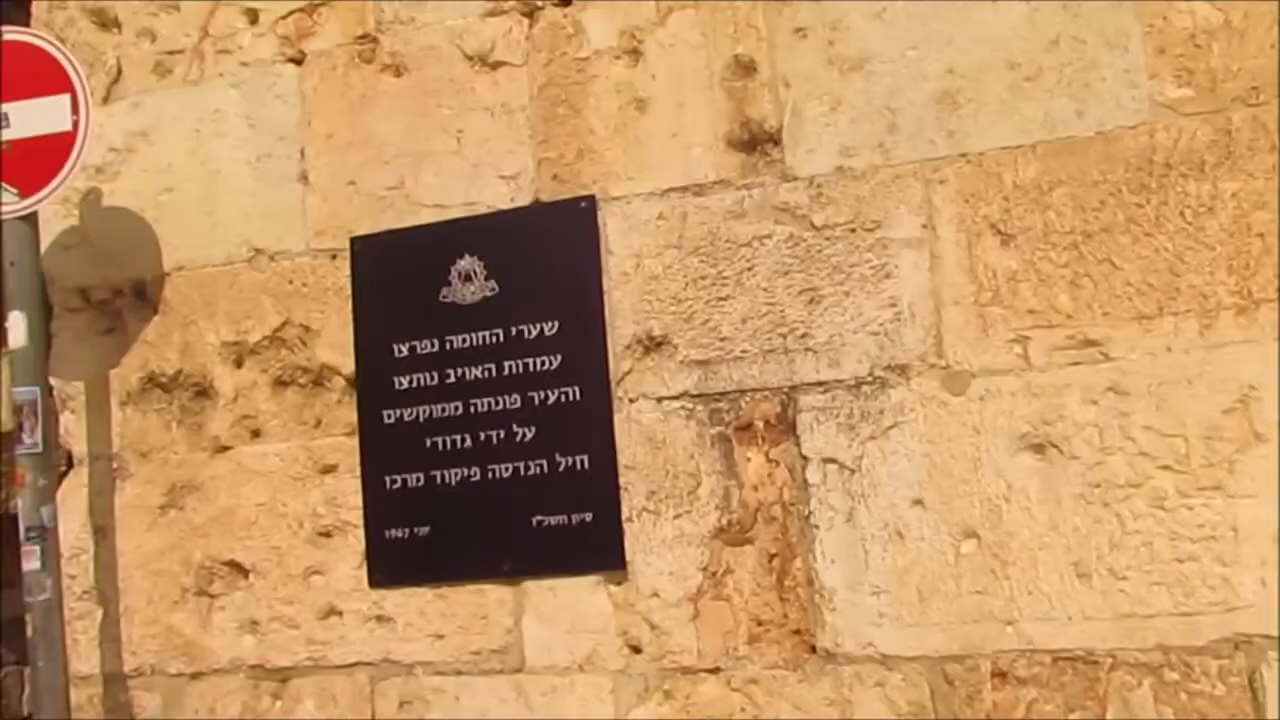 שערי החומה נפרצו
עמדות האויב נותצו
והעיר פונתה ממוקשים
על ידי גדודי
חיל הנדסה פיקוד מרכז
סיון תשכ"ז יוני 1967